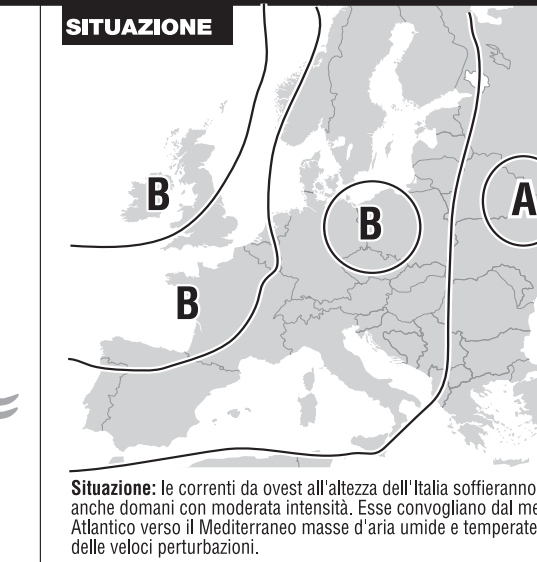 SITUAZIONE
B
B
B
A
Situazione: le correnti da ovest all'altezza dell'Italia soffieranno
anche domani con moderata intensità. Esse convogliano dal
Atlantico verso il Mediterraneo masse d'aria umide e temperate
delle veloci perturbazioni.